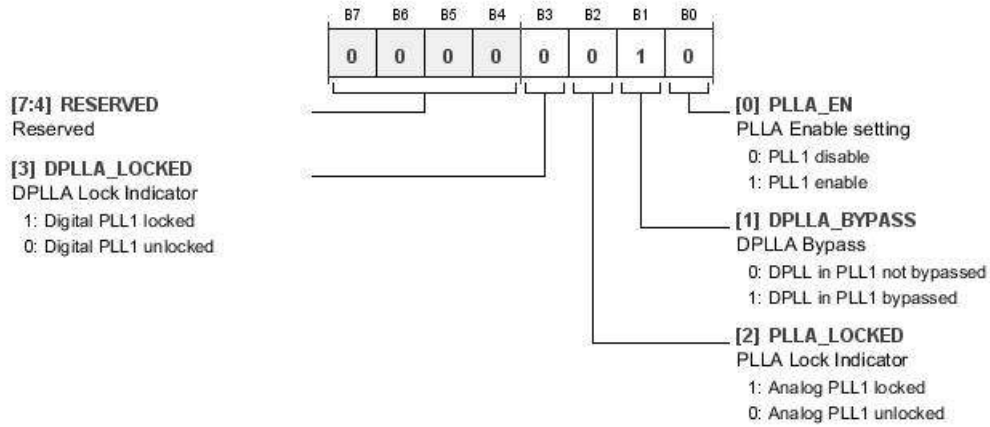 B7 B6 B5 B4 B3 B2 B1 B0
0 0 0 0 0 0 1 0
[7:4] RESERVED
Reserved
[3] DPLLA_LOCKED
DPLLA Lock Indicator
1: Digital PLL1 locked
0: Digital PLL1 unlocked
[0] PLLA_EN
PLLA Enable setting
0: PLL1 disable
1: PLL1 enable
[1] DPLLA_BYPASS
DPLLA Bypass
0: DPLL in PLL1 not bypassed
1: DPLL in PLL1 bypassed
[2] PLLA_LOCKED
PLLA Lock Indicator
1: Analog PLL1 locked
0: Analog PLL1 unlocked